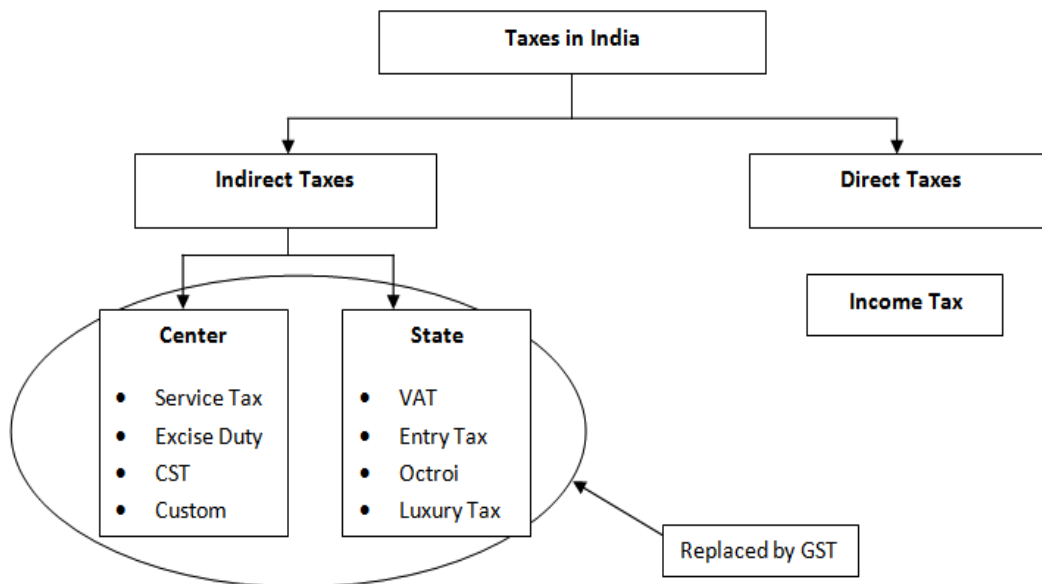 Taxes in India
Indirect Taxes
Direct Taxes
Income Tax
Center
• Service Tax
• Excise Duty
• CST
• Custom
State
• VAT
• Entry Tax
• Octroi
• Luxury Tax
Replaced by GST